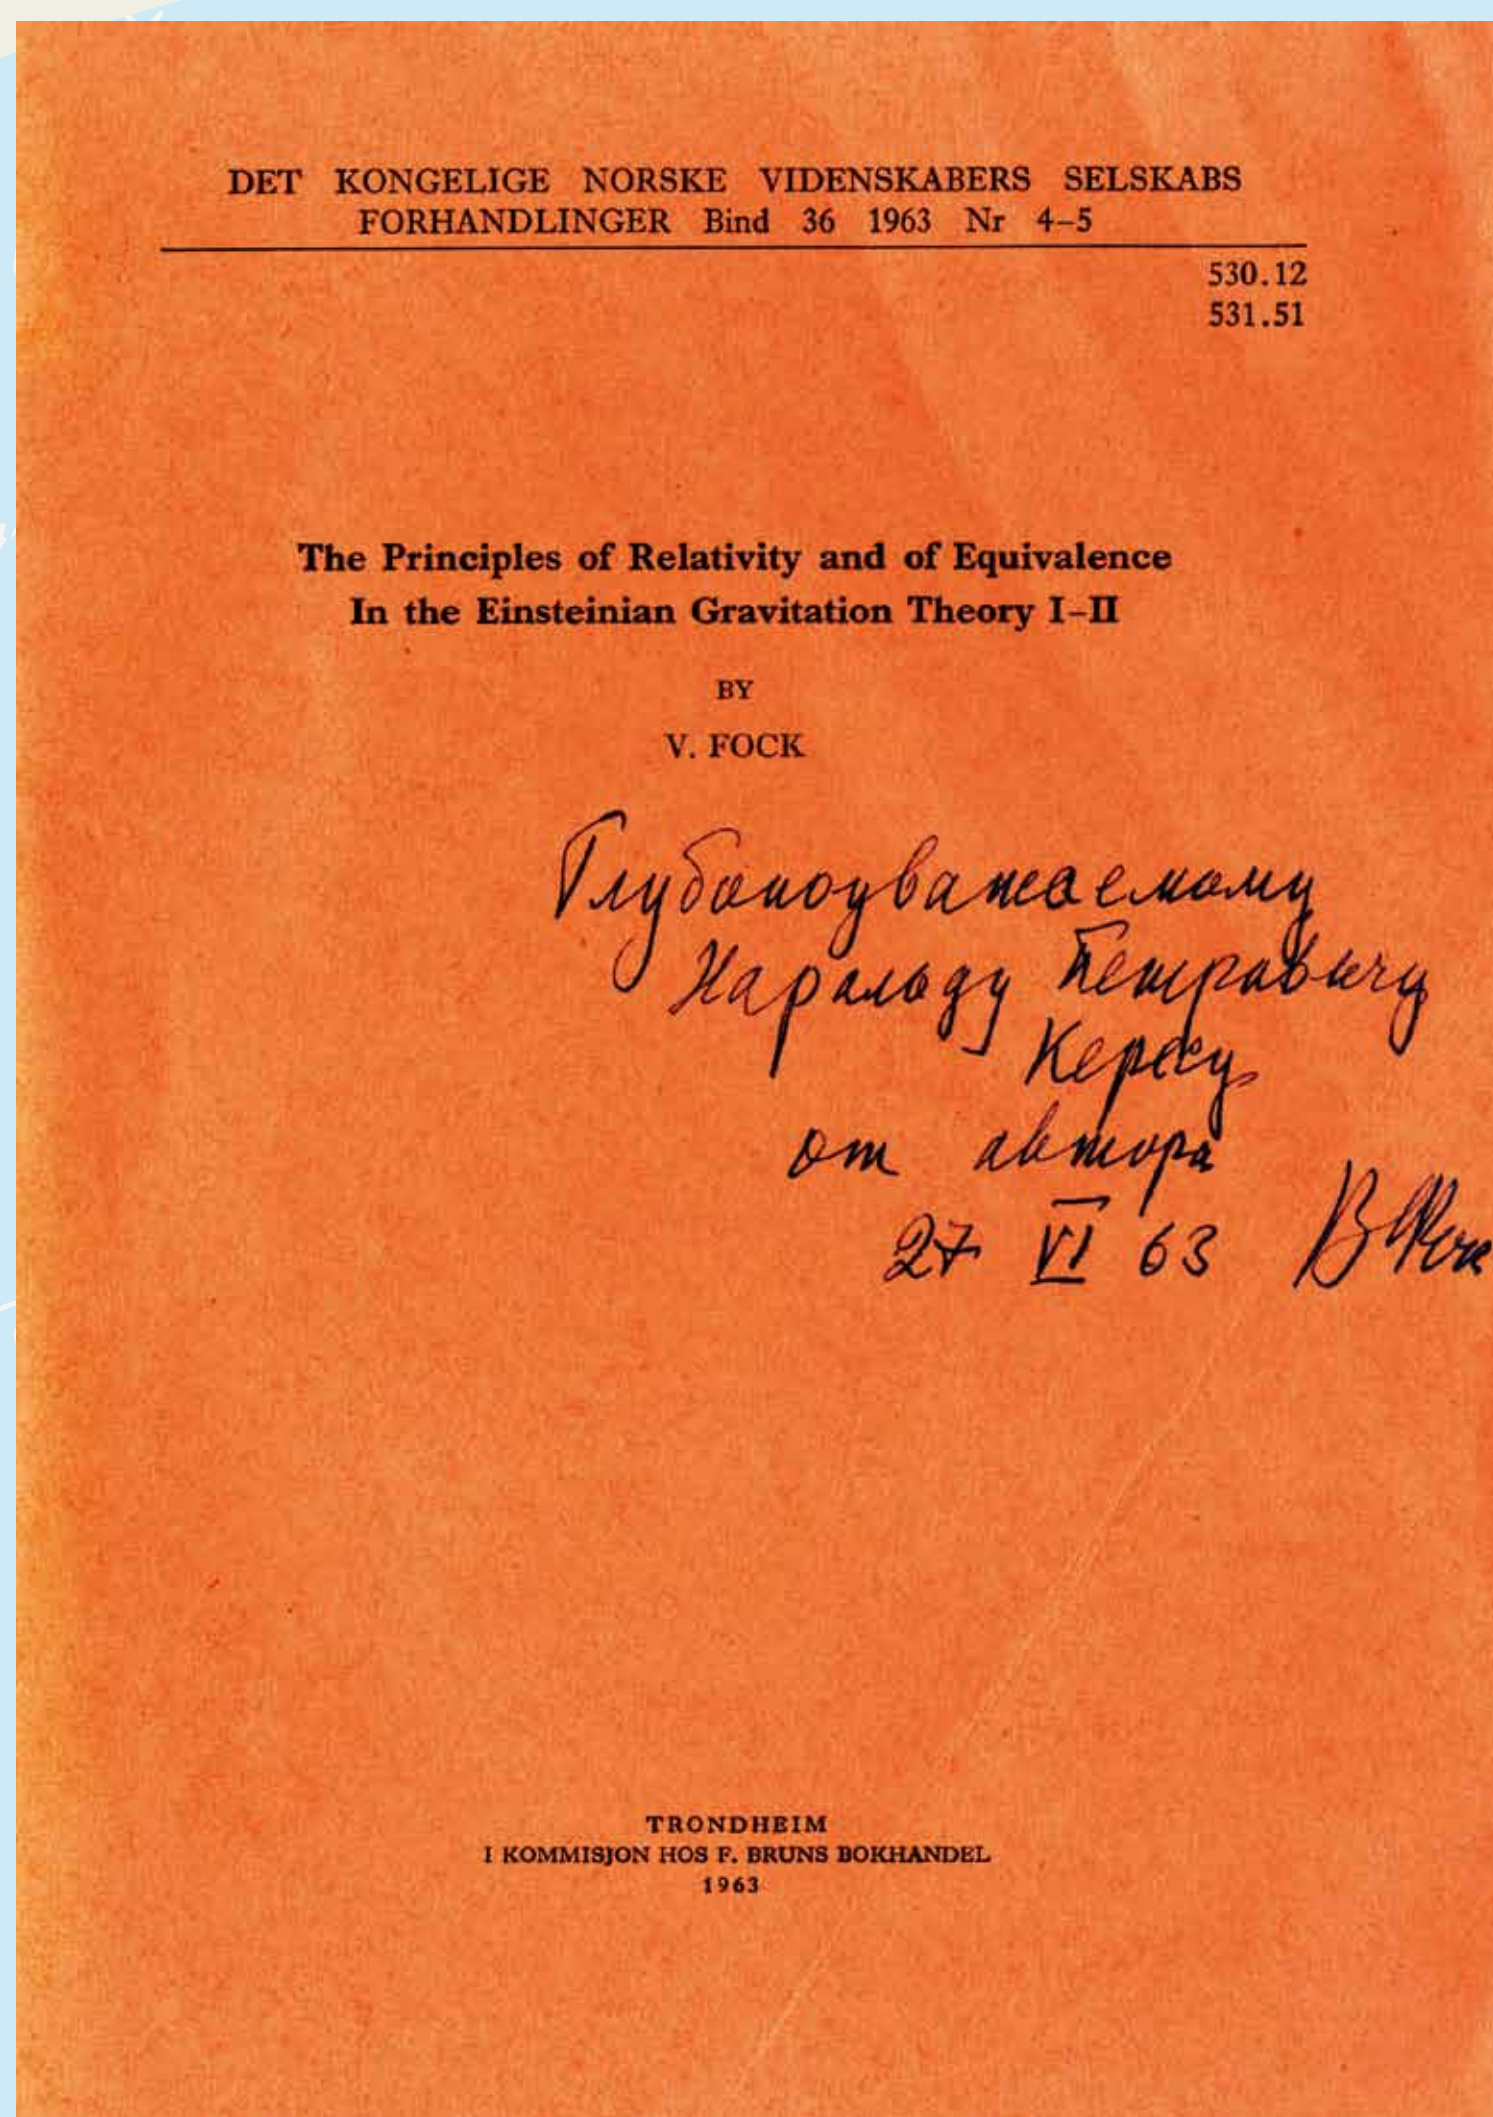 DET KONGELIGE NORSKE VIDENSKABERS SELSKABS
FORHANDLINGER Bind 36 1963 Nr 4–5
530.12
531.51
The Principles of Relativity and of Equivalence
In the Einsteinian Gravitation Theory I–II
BY
V. FOCK
Глубокоуважаемому
Харальду Петровичу
Кересу
от автора
27 VI 63 В Фок
TRONDHEIM
I KOMMISJON HOS F. BRUNS BOKHANDEL
1963